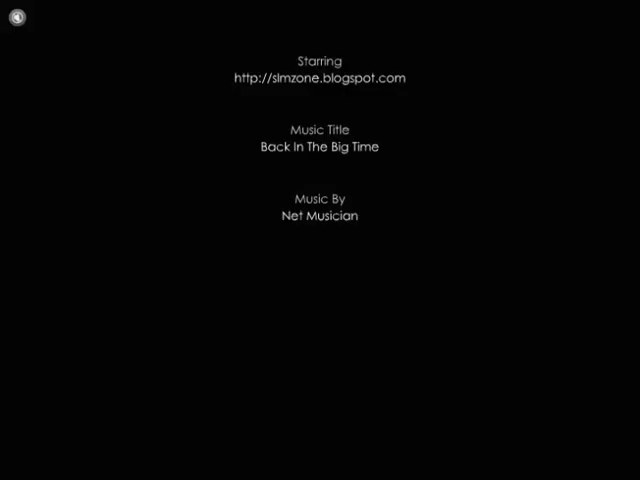 Starring
http://slmzone.blogspot.com
Music Title
Back In The Big Time
Music By
Net Musician